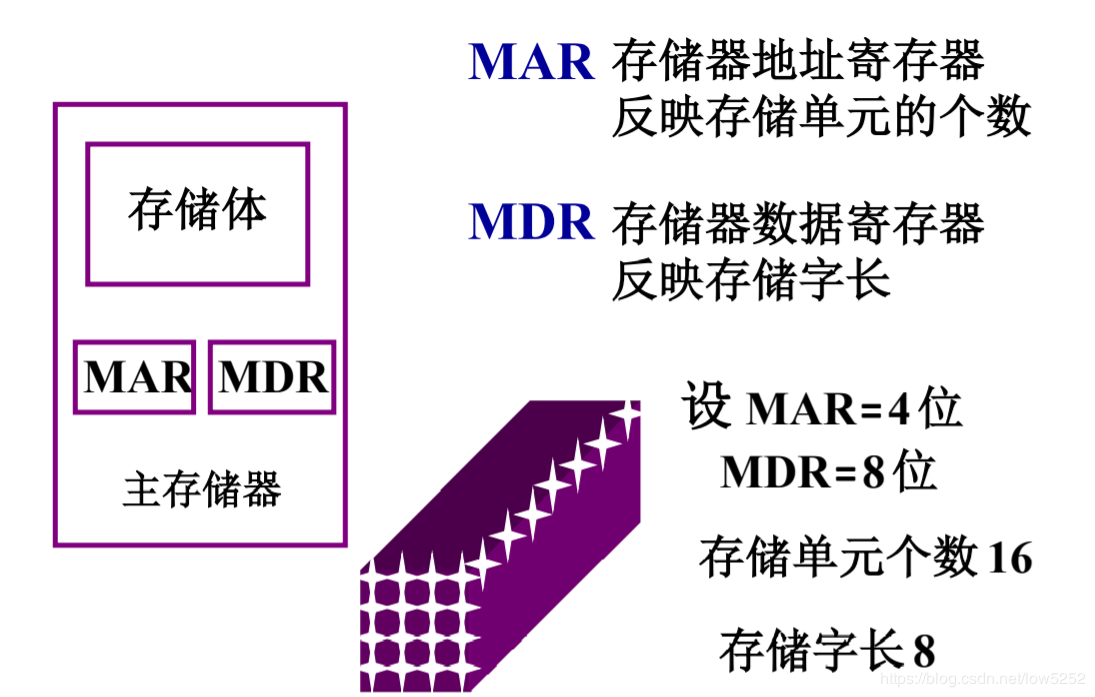 MAR 存储器地址寄存器
反映存储单元的个数
存储体
MDR 存储器数据寄存器
反映存储字长
MAR MDR
主存储器
设 MAR=4位
MDR=8位
存储单元个数16
存储字长8
https://blog.csdn.net/low5252